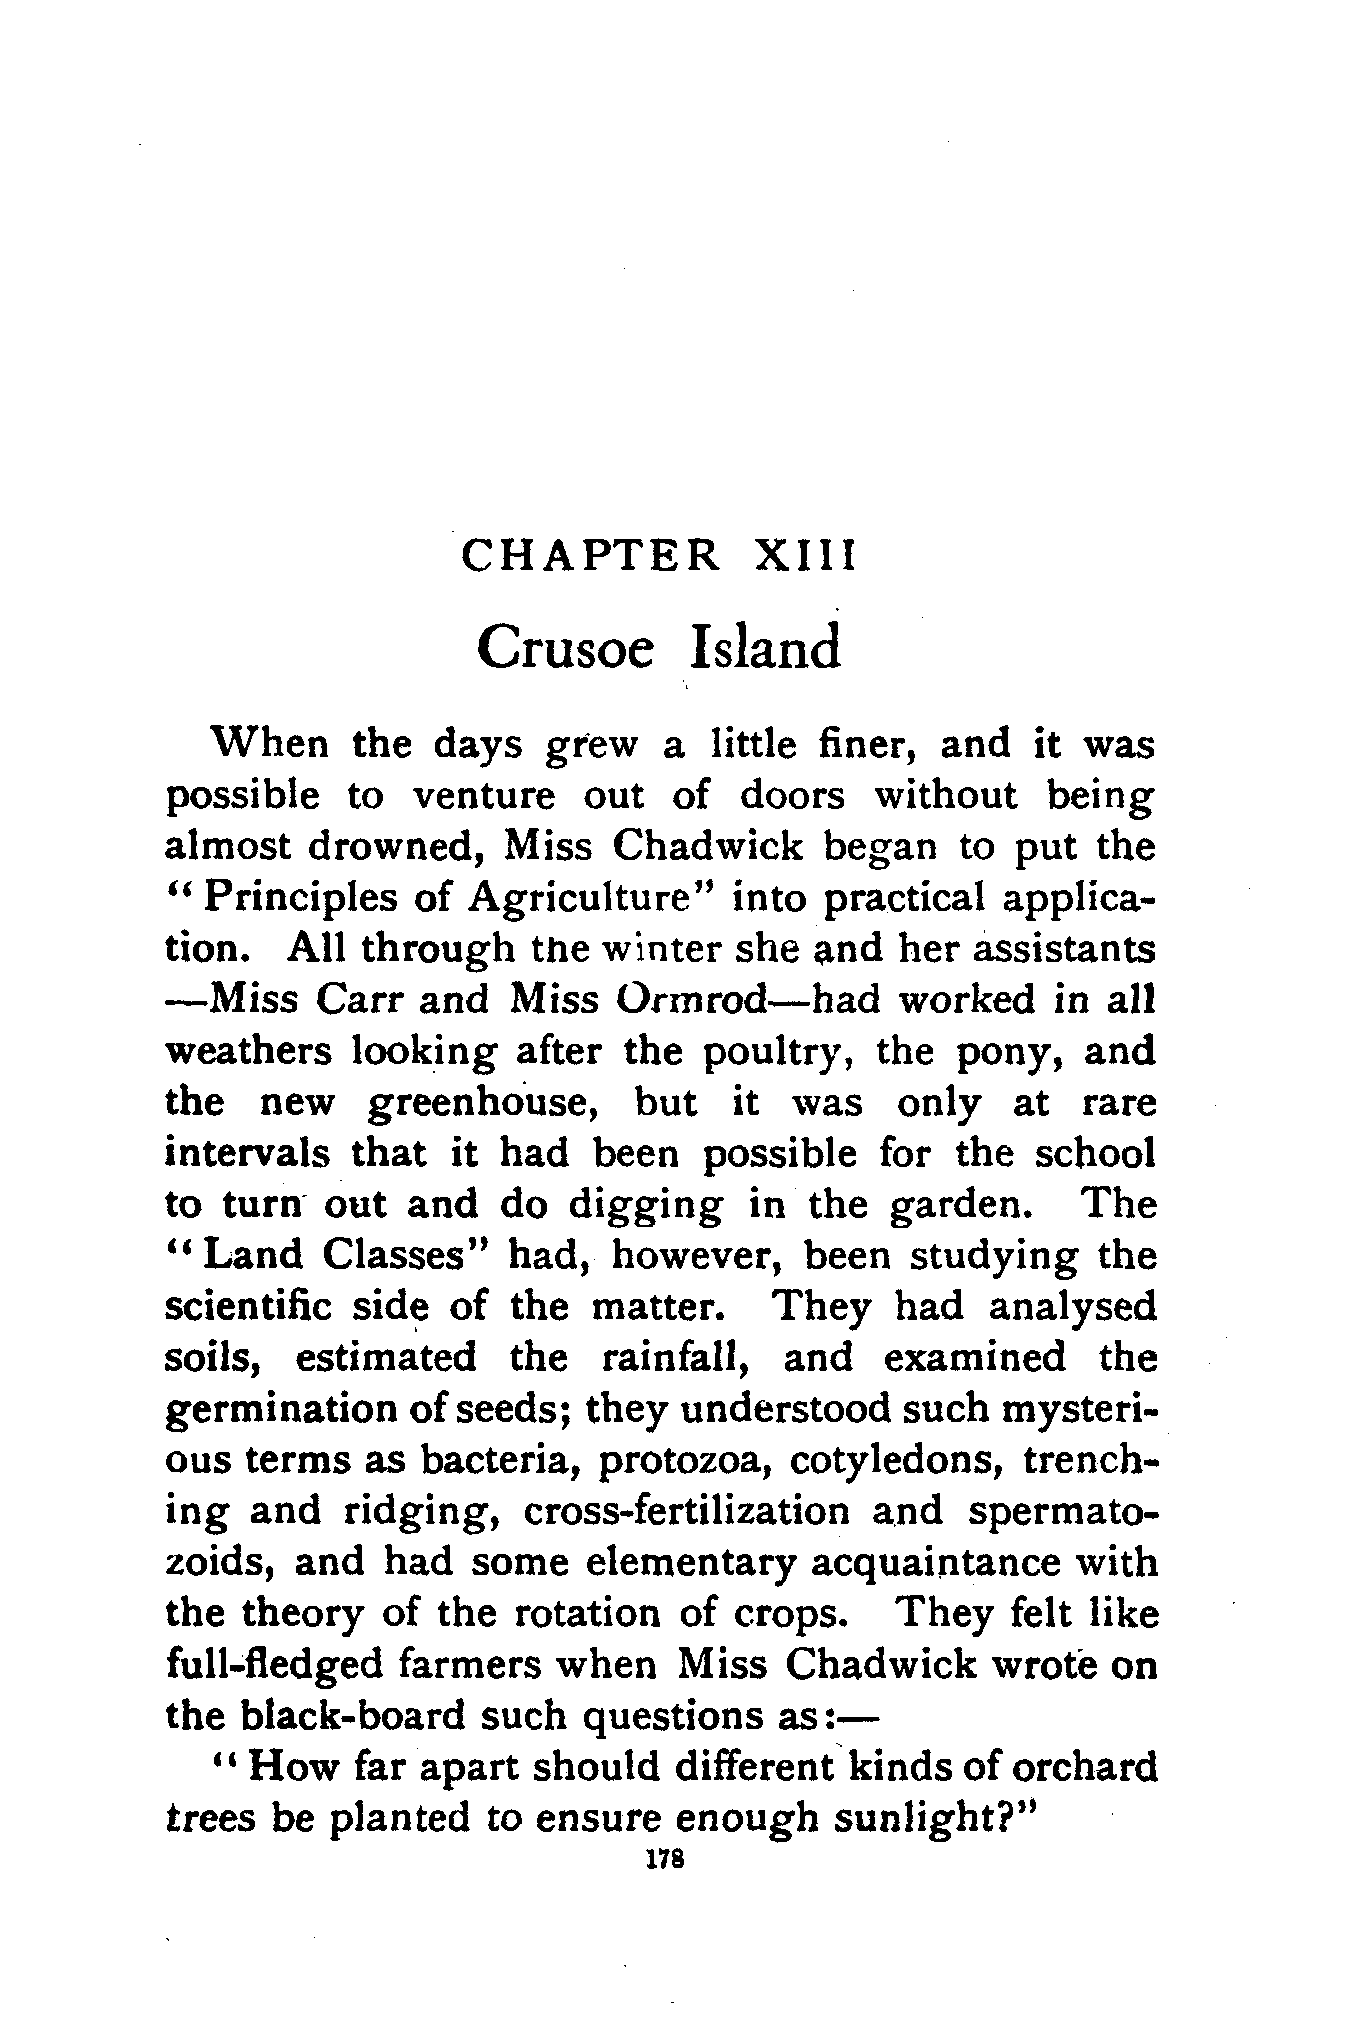 CHAPTER XIII
Crusoe Island
When the days grew a little finer, and it was
possible to venture out of doors without being
almost drowned, Miss Chadwick began to put the
"Principles of Agriculture" into practical applica-
tion. All through the winter she and her assistants
—Miss Carr and Miss Ormrod—had worked in all
weathers looking after the poultry, the pony, and
the new greenhouse, but it was only at rare
intervals that it had been possible for the school
to turn out and do digging in the garden. The
"Land Classes" had, however, been studying the
scientific side of the matter. They had analysed
soils, estimated the rainfall, and examined the
germination of seeds; they understood such mysteri-
ous terms as bacteria, protozoa, cotyledons, trench-
ing and ridging, cross-fertilization and spermato-
zoids, and had some elementary acquaintance with
the theory of the rotation of crops. They felt like
full-fledged farmers when Miss Chadwick wrote on
the black-board such questions as:—
"How far apart should different kinds of orchard
trees be planted to ensure enough sunlight?"
178